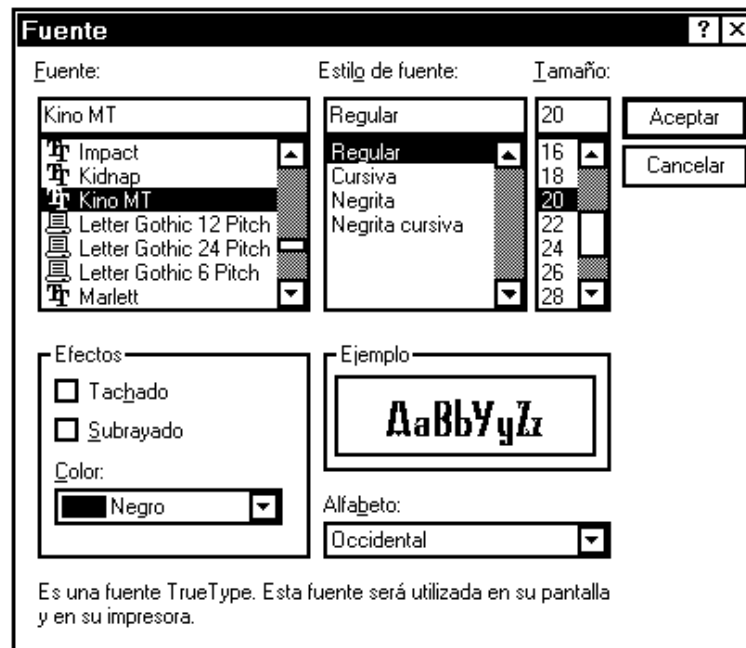 Fuente
? ×
Fuente:
Estilo de fuente:
Tamaño:
Kino MT
Regular
20
Aceptar
Cancelar
Impact
Kidnap
Kino MT
Letter Gothic 12 Pitch
Letter Gothic 24 Pitch
Letter Gothic 6 Pitch
Marlett
Regular
Cursiva
Negrita
Negrita cursiva
16
18
20
22
24
26
28
Efectos
Tachado
Subrayado
Color:
Negro
Ejemplo
AaBbYyZz
Alfabeto:
Occidental
Es una fuente TrueType. Esta fuente será utilizada en su pantalla
y en su impresora.